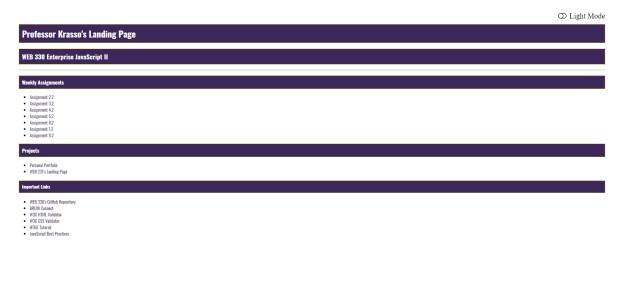 Light Mode
Professor Krasso's Landing Page
WEB 330 Enterprise JavaScript II
Weekly Assignments
Assignment 2.2
Assignment 3.2
Assignment 4.2
Assignment 5.2
Assignment 6.2
Assignment 7.3
Assignment 8.2
Projects
Personal Portfolio
WEB 231's Landing Page
Important Links
WEB 330's GitHub Repository
BRUIN Connect
W3C HTML Validator
W3C CSS Validator
HTML Tutorial
JavaScript Best Practices